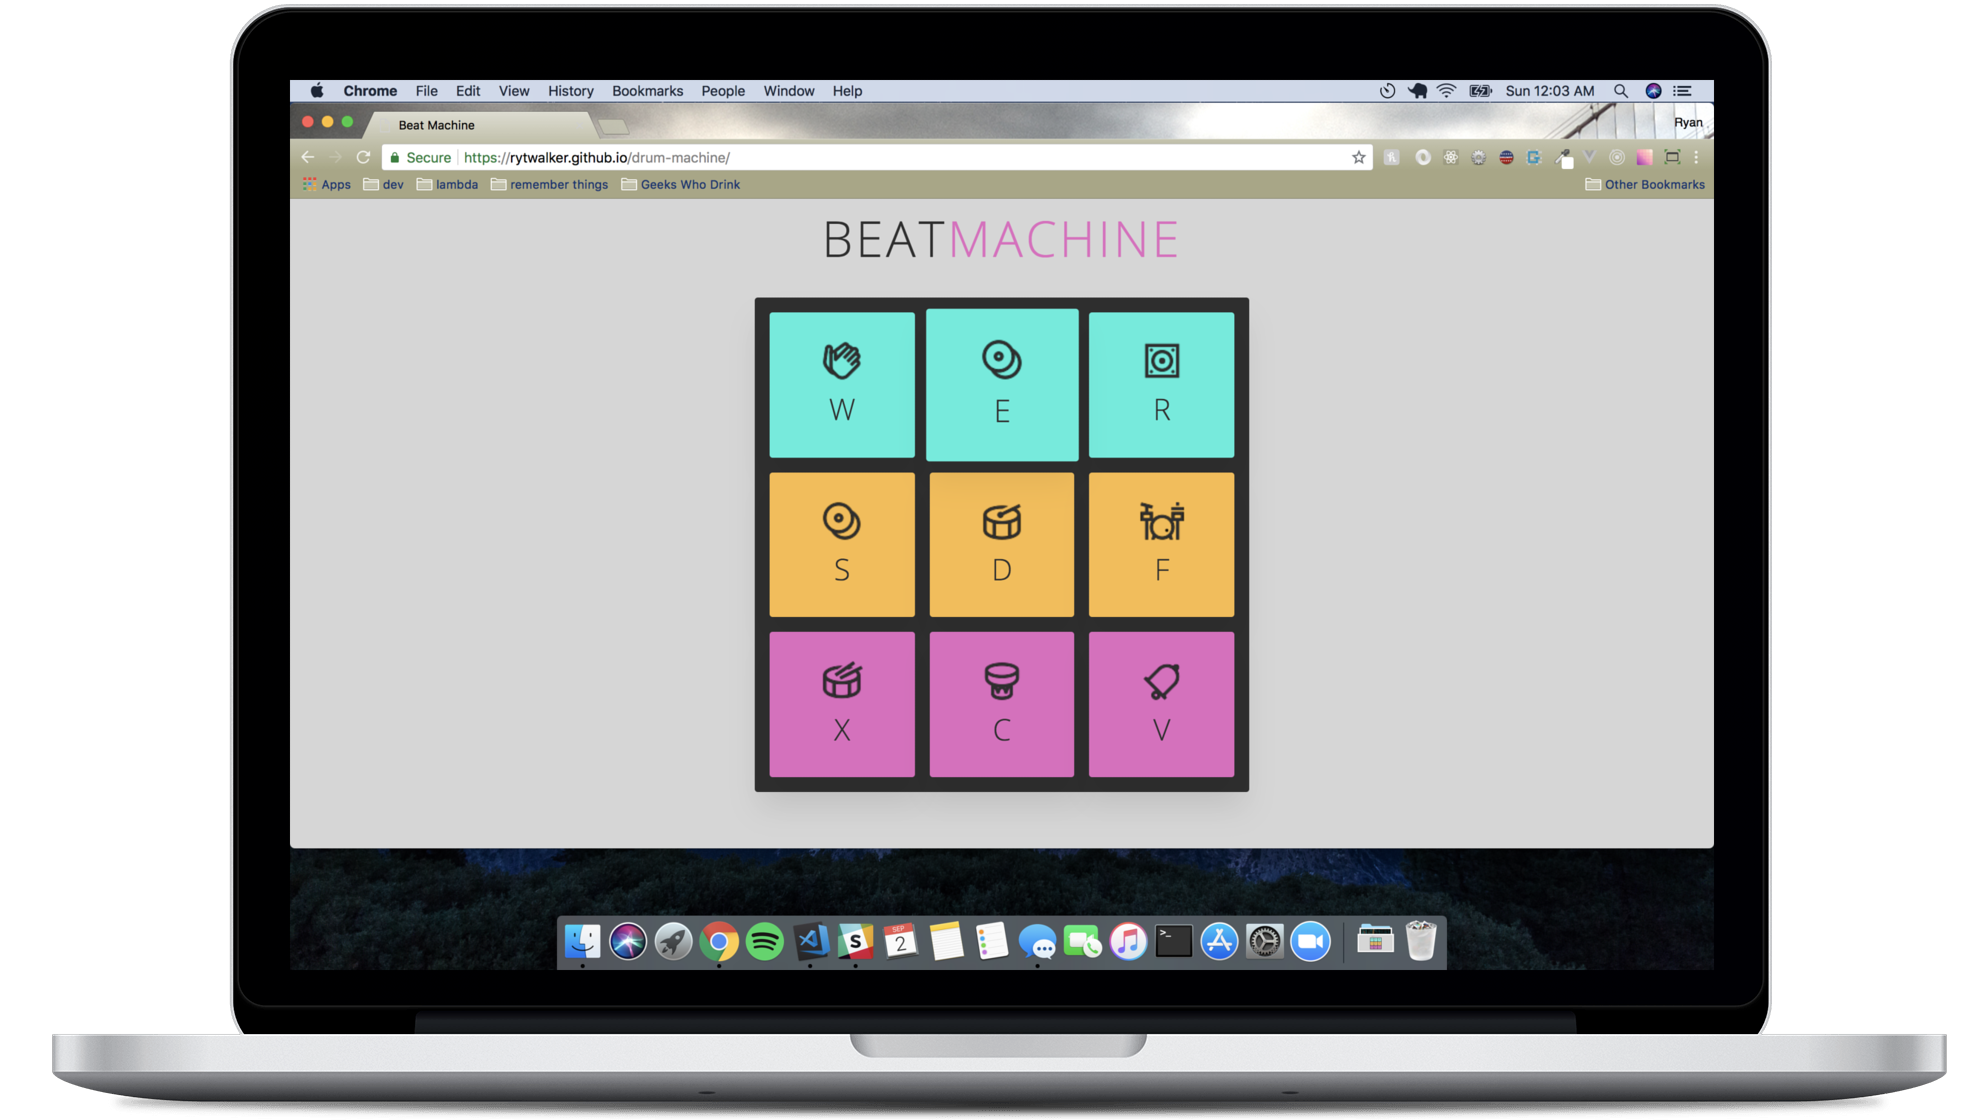 Chrome File Edit View History Bookmarks People Window Help Sun 12:03 AM
Beat Machine Ryan
Secure https://rytwalker.github.io/drum-machine/
Apps dev lambda remember things Geeks Who Drink Other Bookmarks
BEATMACHINE
W E R
S D F
X C V
SEP
2
S
>_